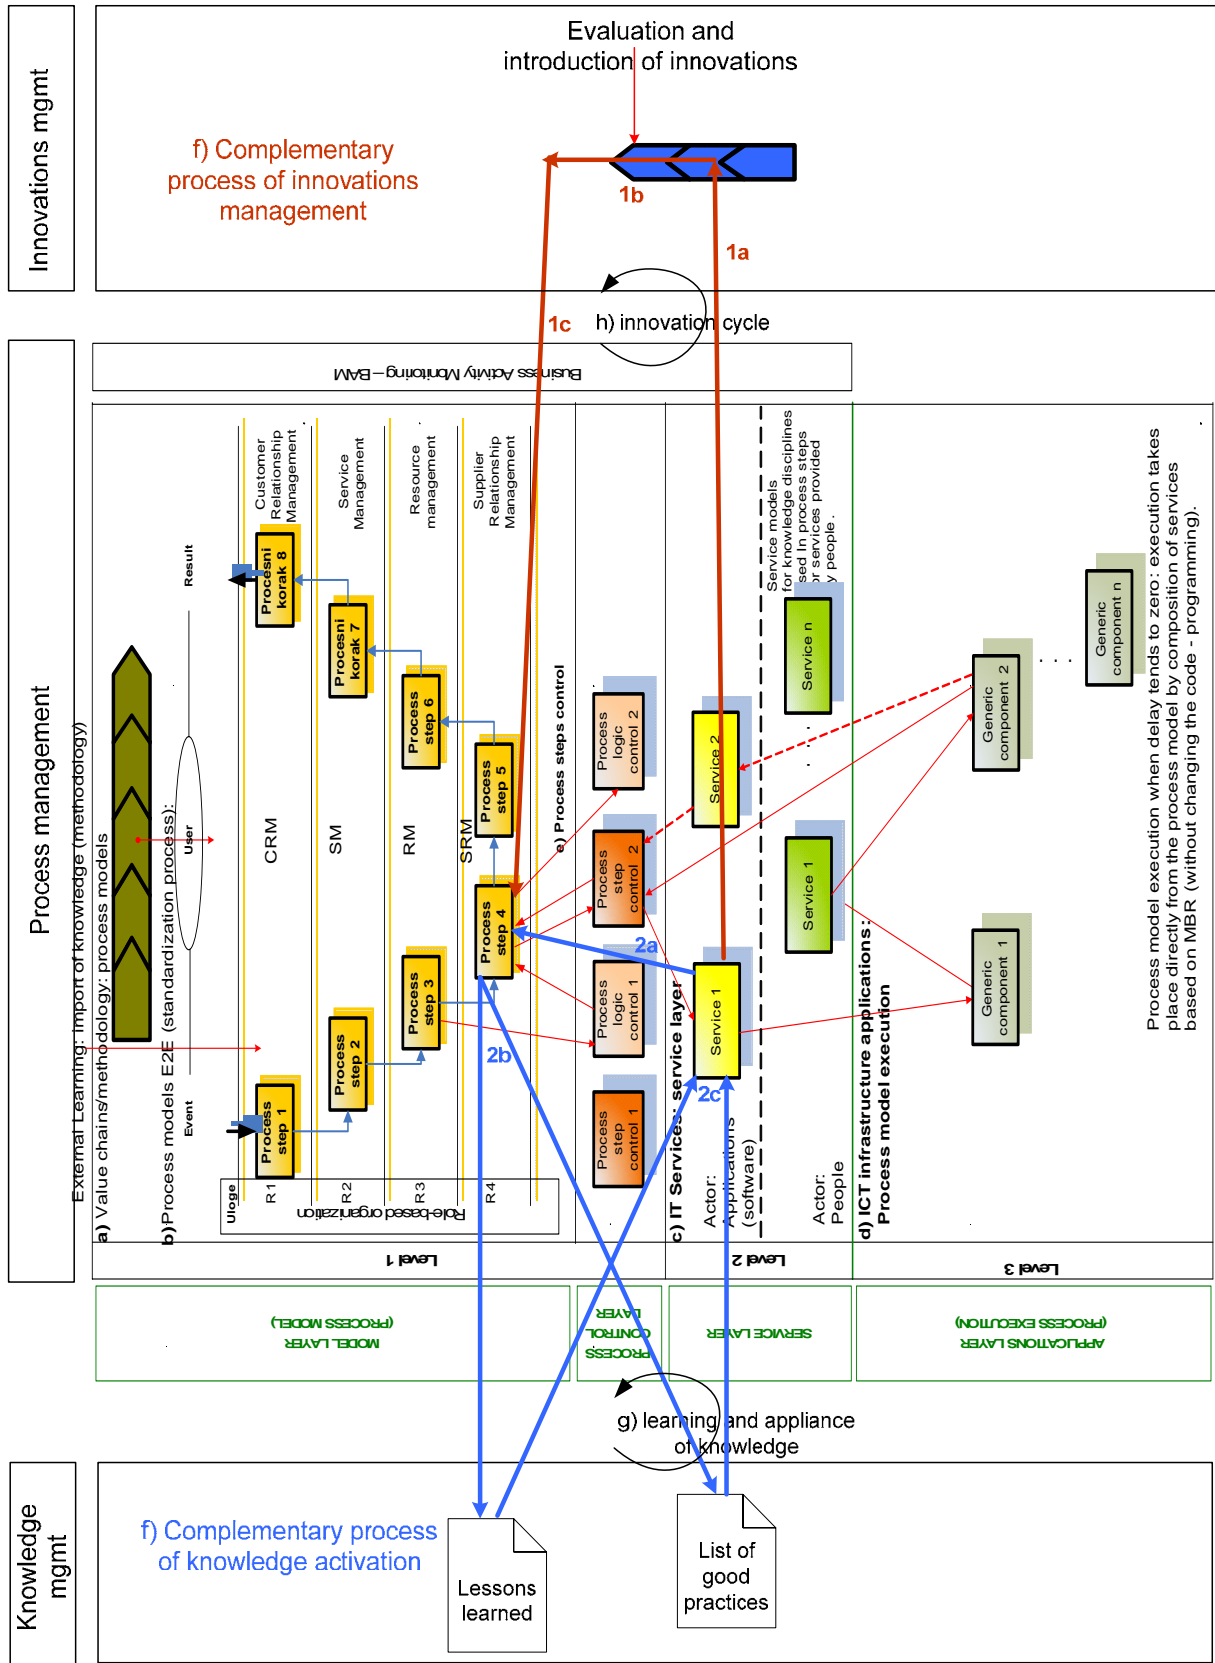 Innovations mgmt
Evaluation and
introduction of innovations
f) Complementary
process of innovations
management
1b
1a
1c
h) innovation cycle
Process management
Business Activity Monitoring – BAM
External Learning: Import of knowledge (methodology)
a) Value chains/methodology: process models
b)Process models E2E (standardization process):
Event
User
Result
Customer
Relationship
Management
Service
Management
Resource
management
Supplier
Relationship
Management
CRM
SM
RM
SRM
Process
step 1
Process
step 2
Process
step 3
Process
step 4
Process
step 5
Process
step 6
Procesni
korak 7
Procesni
korak 8
Uloge
R1
R2
R3
R4
Role-based organization
e) Process steps control
Process
step
control 1
Process
logic
control 1
Process
step
control 2
Process
logic
control 2
c) IT Services: service layer
Actor:
Applications
(software)
Service 1
Service 2
. . .
Service models
for knowledge disciplines
sed In process steps
or services provided
y people.
Actor:
People
Service 1
Service n
d) ICT infrastructure applications:
Process model execution
Generic
component 1
Generic
component 2
. . .
Generic
component n
Process model execution when delay tends to zero: execution takes
place directly from the process model by composition of services
based on MBR (without changing the code - programming).
2a
2b
2c
Level 1
Level 2
Level 3
MODEL LAYER
(PROCESS MODEL)
PROCESS
CONTROL
LAYER
SERVICE LAYER
APPLICATIONS LAYER
(PROCESS EXECUTION)
g) learning and appliance
of knowledge
Knowledge
mgmt
f) Complementary process
of knowledge activation
Lessons
learned
List of
good
practices